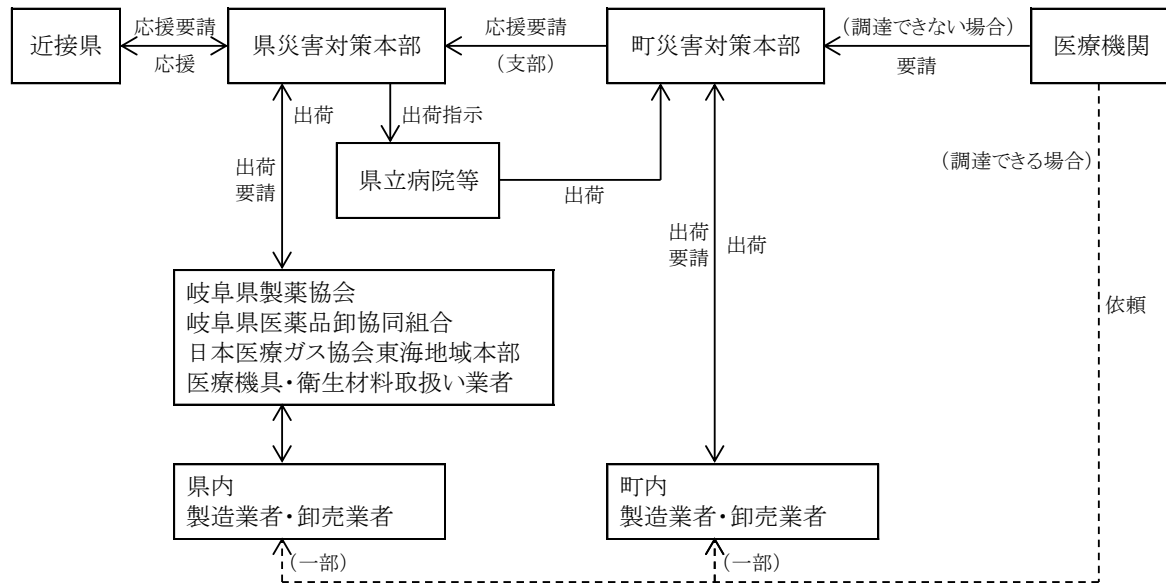 応援要請
応援
近接県
県災害対策本部
応援要請
(支部)
町災害対策本部
(調達できない場合)
要請
医療機関
出荷
出荷指示
出荷
要請
県立病院等
出荷
(調達できる場合)
出荷
要請
出荷
岐阜県製薬協会
岐阜県医薬品卸協同組合
日本医療ガス協会東海地域本部
医療機具・衛生材料取扱い業者
依頼
県内
製造業者・卸売業者
町内
製造業者・卸売業者
(一部)
(一部)